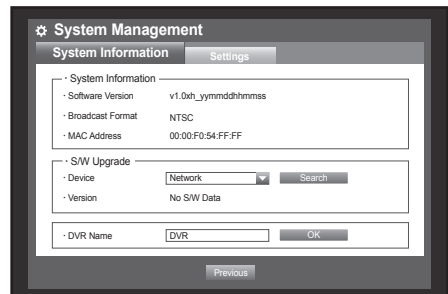 System Management
System Information Settings
· System Information
· Software Version v1.0xh_yymmddhhmmss
· Broadcast Format NTSC
· MAC Address 00:00:F0:54:FF:FF
· S/W Upgrade
· Device Network Search
· Version No S/W Data
· DVR Name DVR OK
Previous